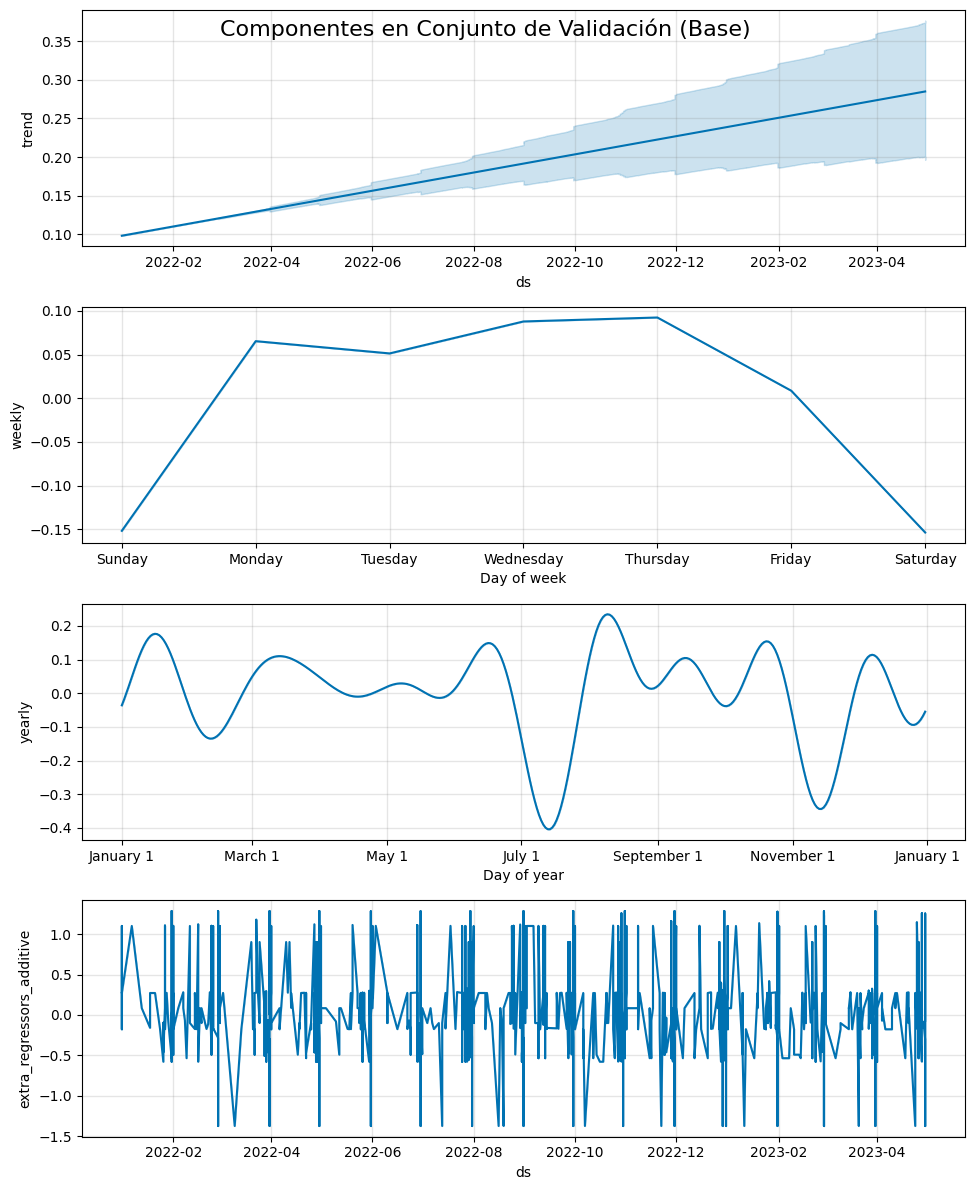 Componentes en Conjunto de Validación (Base)
0.35
0.30
0.25
0.20
0.15
0.10
trend
2022-02 2022-04 2022-06 2022-08 2022-10 2022-12 2023-02 2023-04
ds
0.10
0.05
0.00
−0.05
−0.10
−0.15
weekly
Sunday Monday Tuesday Wednesday Thursday Friday Saturday
Day of week
0.2
0.1
0.0
−0.1
−0.2
−0.3
−0.4
yearly
January 1 March 1 May 1 July 1 September 1 November 1 January 1
Day of year
1.0
0.5
0.0
−0.5
−1.0
−1.5
extra_regressors_additive
2022-02 2022-04 2022-06 2022-08 2022-10 2022-12 2023-02 2023-04
ds